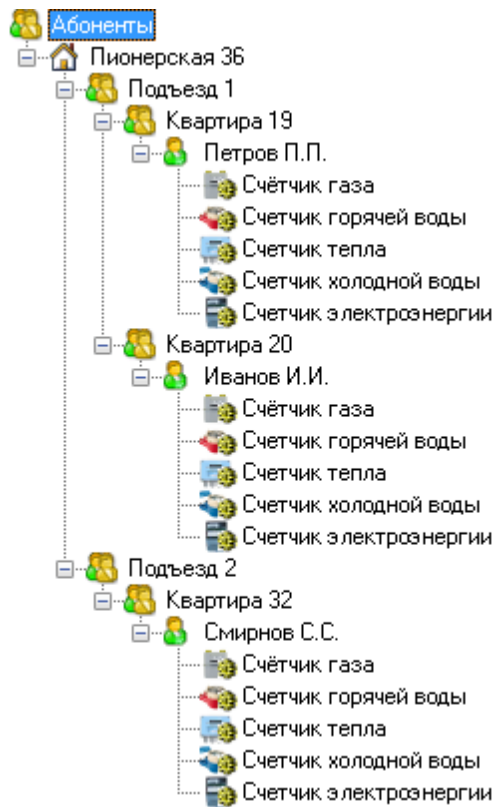 Абоненты
Пионерская 36
Подъезд 1
Квартира 19
Петров П.П.
Счётчик газа
Счетчик горячей воды
Счетчик тепла
Счетчик холодной воды
Счетчик электроэнергии
Квартира 20
Иванов И.И.
Счётчик газа
Счетчик горячей воды
Счетчик тепла
Счетчик холодной воды
Счетчик электроэнергии
Подъезд 2
Квартира 32
Смирнов С.С.
Счётчик газа
Счетчик горячей воды
Счетчик тепла
Счетчик холодной воды
Счетчик электроэнергии